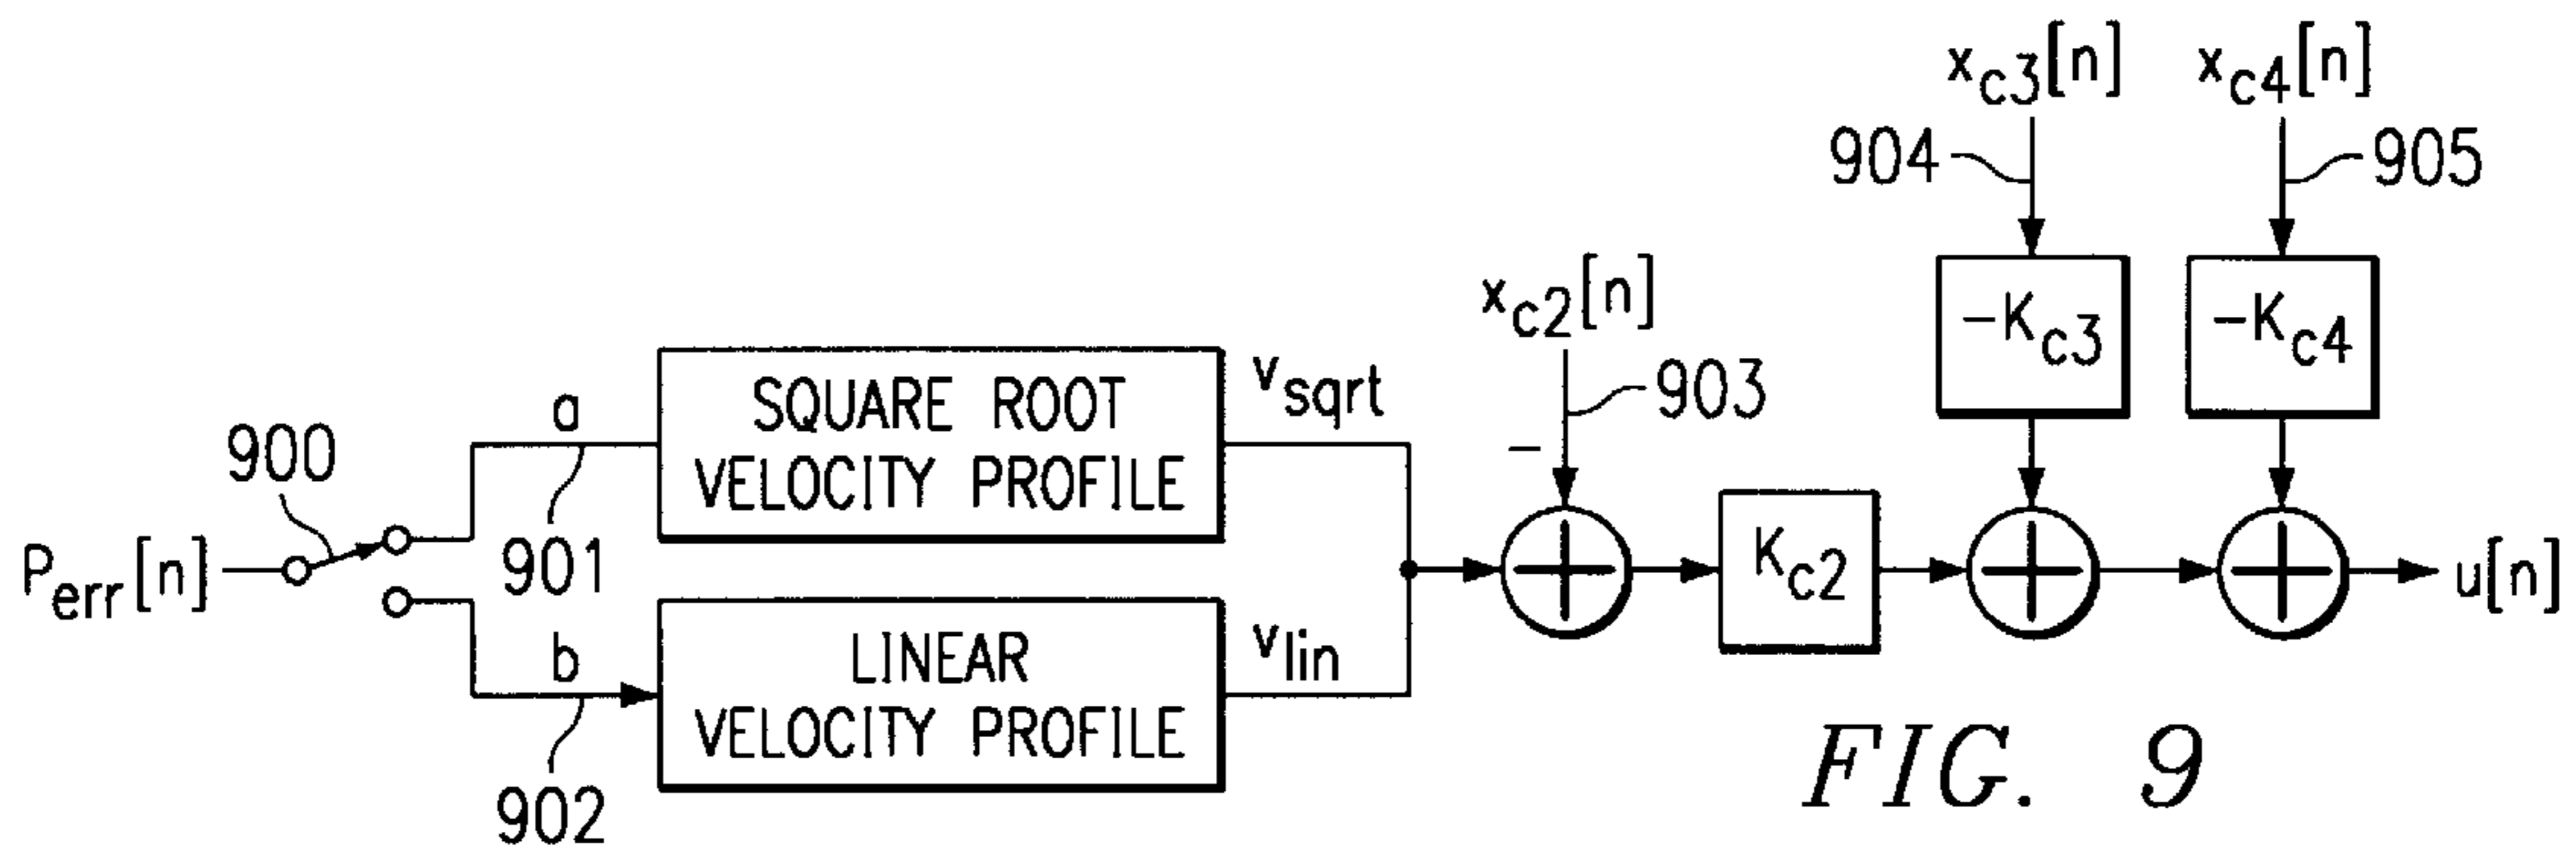 x_c3[n] x_c4[n]
904 905
x_c2[n]
-K_c3 -K_c4
a
SQUARE ROOT
VELOCITY PROFILE
v_sqrt
- 903
900
901
P_err[n]
K_c2
u[n]
b
LINEAR
VELOCITY PROFILE
v_lin
902
FIG. 9